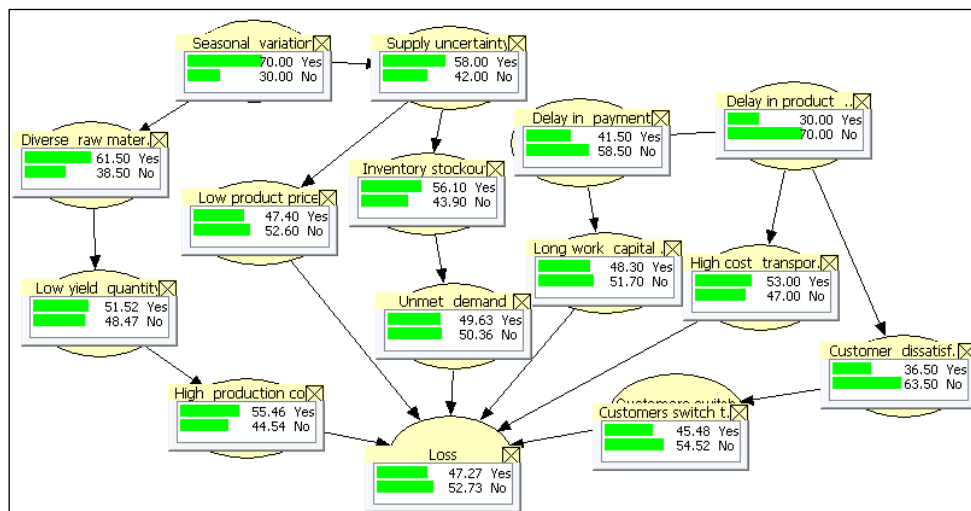 Seasonal variation
70.00 Yes
30.00 No
Supply uncertainty
58.00 Yes
42.00 No
Delay in payment
41.50 Yes
58.50 No
Delay in product ...
30.00 Yes
70.00 No
Diverse raw mater.
61.50 Yes
38.50 No
Low product price
47.40 Yes
52.60 No
Inventory stockout
56.10 Yes
43.90 No
Long work capital .
48.30 Yes
51.70 No
High cost transpor..
53.00 Yes
47.00 No
Low yield quantity
51.52 Yes
48.47 No
Unmet demand
49.63 Yes
50.36 No
Customer dissatisf.
36.50 Yes
63.50 No
High production co
55.46 Yes
44.54 No
Customers switch t.
45.48 Yes
54.52 No
Loss
47.27 Yes
52.73 No